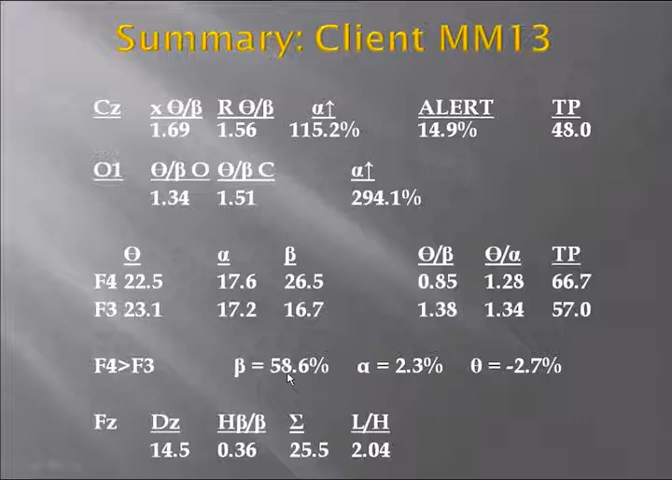 Summary: Client MM13
Cz x Θ/β R Θ/β α↑ ALERT TP
1.69 1.56 115.2% 14.9% 48.0
O1 Θ/β O Θ/β C α↑
1.34 1.51 294.1%
Θ α β Θ/β Θ/α TP
F4 22.5 17.6 26.5 0.85 1.28 66.7
F3 23.1 17.2 16.7 1.38 1.34 57.0
F4>F3 β = 58.6% α = 2.3% θ = -2.7%
Fz Dz Hβ/β Σ L/H
14.5 0.36 25.5 2.04